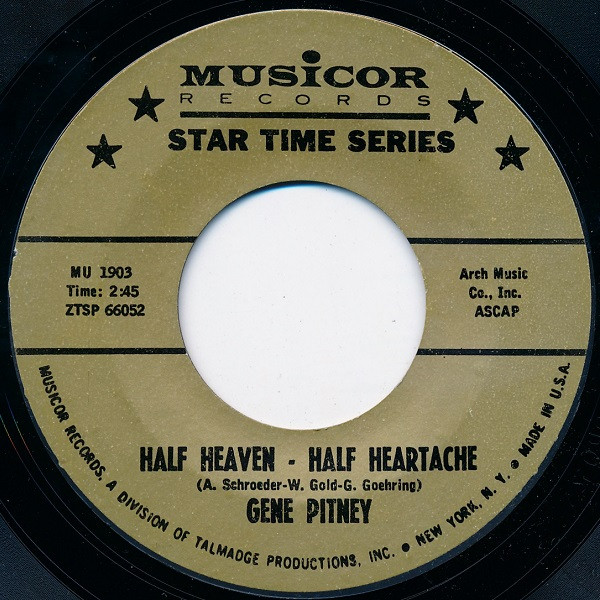 MUSICOR
RECORDS
STAR TIME SERIES
MU 1903
Time: 2:45
ZTSP 66052
Arch Music
Co., Inc.
ASCAP
HALF HEAVEN - HALF HEARTACHE
(A. Schroeder-W. Gold-G. Goehring)
GENE PITNEY
MUSICOR RECORDS, A DIVISION OF TALMADGE PRODUCTIONS, INC. ● NEW YORK, N. Y. ● MADE IN U.S.A.